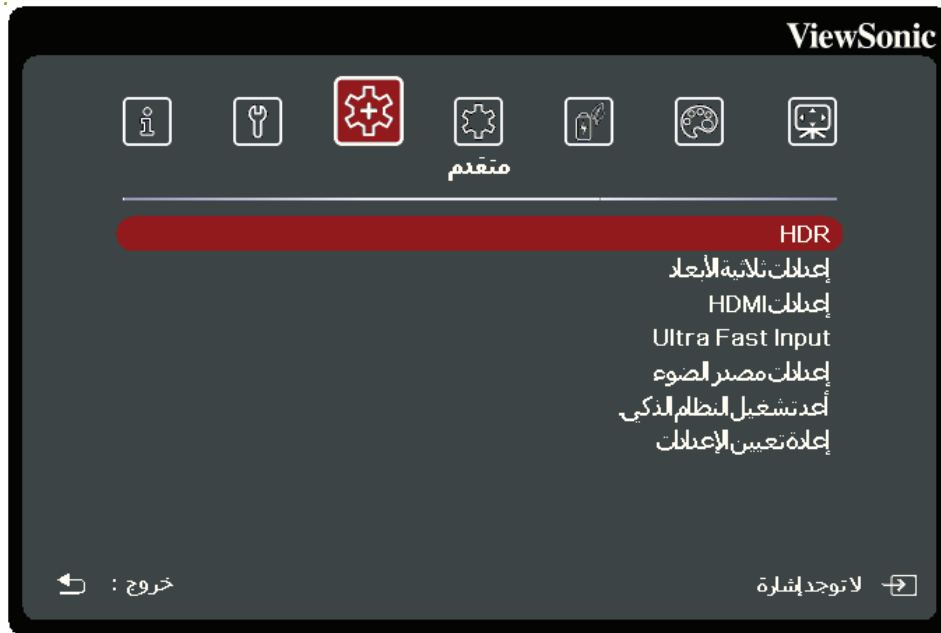 ViewSonic
متقدم
HDR
إعدادات ثلاثية الأبعاد
إعدادات HDMI
Ultra Fast Input
إعدادات مصدر الضوء
أعد تشغيل النظام الذكي.
إعادة تعيين الإعدادات
لا توجد إشارة
خروج :